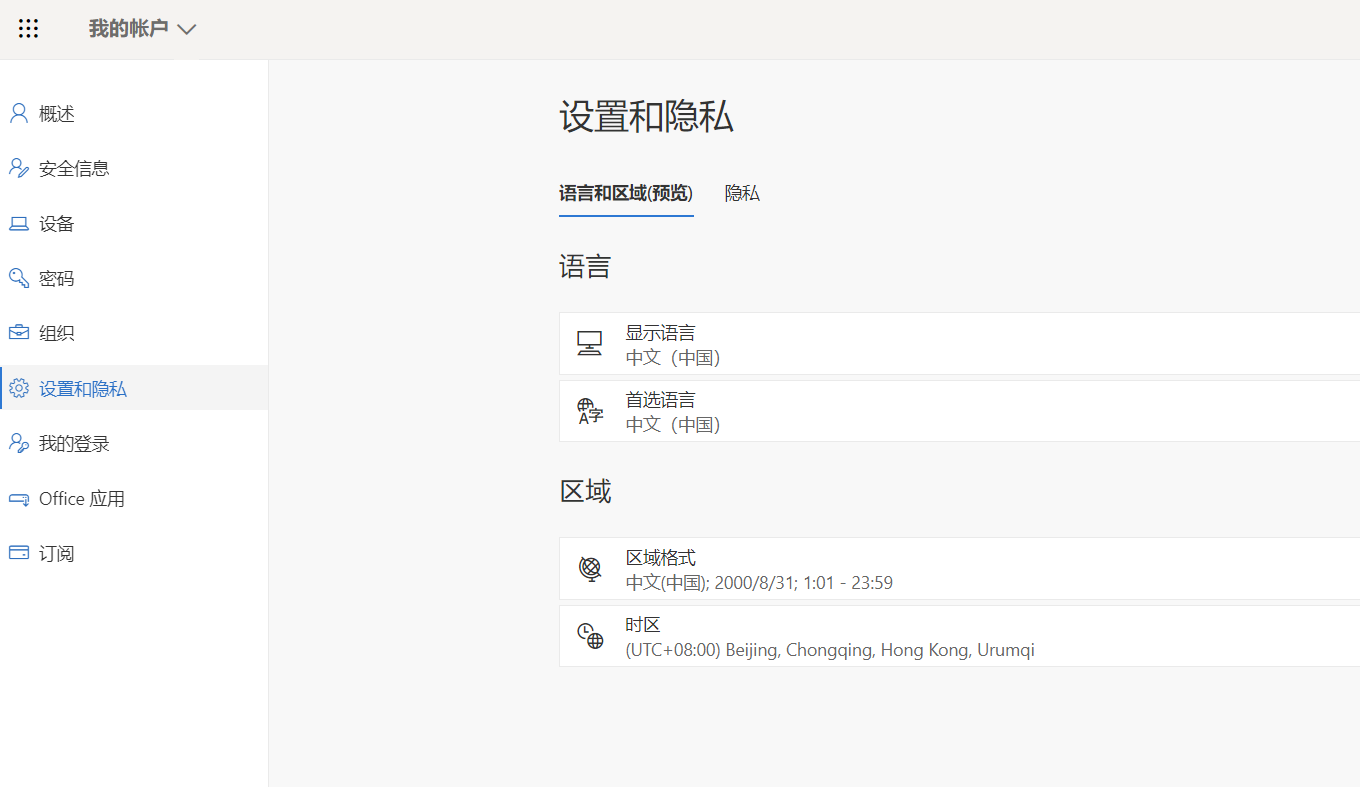 我的帐户
概述
安全信息
设备
密码
组织
设置和隐私
我的登录
Office 应用
订阅
设置和隐私
语言和区域(预览) 隐私
语言
显示语言
中文（中国）
首选语言
中文（中国）
区域
区域格式
中文(中国); 2000/8/31; 1:01 - 23:59
时区
(UTC+08:00) Beijing, Chongqing, Hong Kong, Urumqi